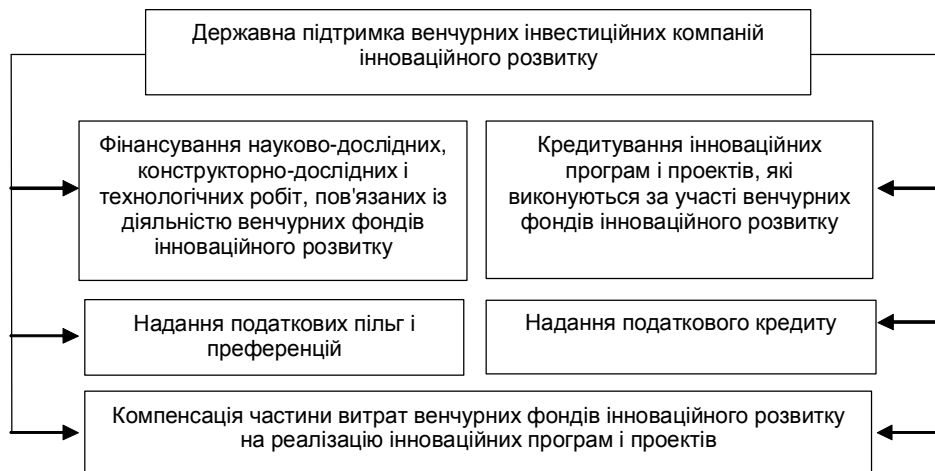 Державна підтримка венчурних інвестиційних компаній
інноваційного розвитку
Фінансування науково-дослідних,
конструкторно-дослідних і
технологічних робіт, пов'язаних із
діяльністю венчурних фондів
інноваційного розвитку
Кредитування інноваційних
програм і проектів, які
виконуються за участі венчурних
фондів інноваційного розвитку
Надання податкових пільг і
преференцій
Надання податкового кредиту
Компенсація частини витрат венчурних фондів інноваційного розвитку
на реалізацію інноваційних програм і проектів